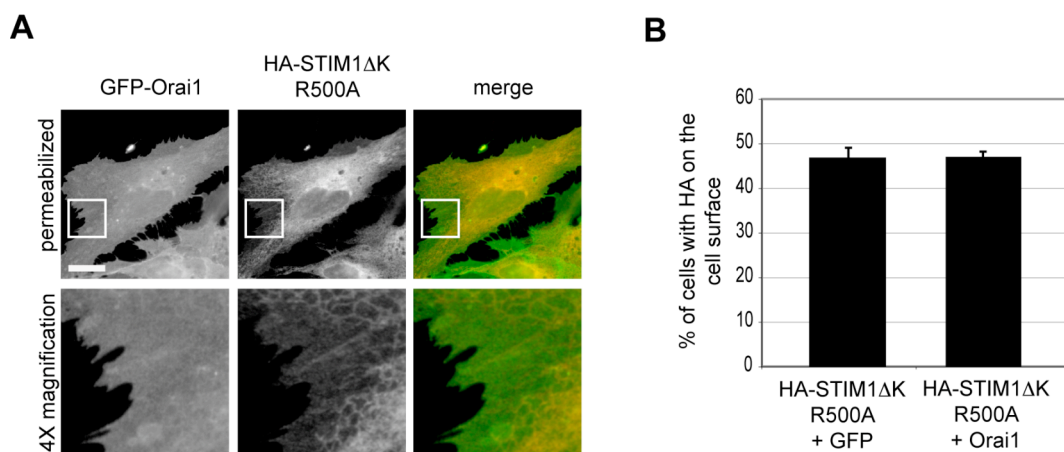 A
GFP-Orai1
HA-STIM1ΔK
R500A
merge
permeabilized
4X magnification
B
% of cells with HA on the
cell surface
60
50
40
30
20
10
0
HA-STIM1ΔK
R500A
+ GFP
HA-STIM1ΔK
R500A
+ Orai1